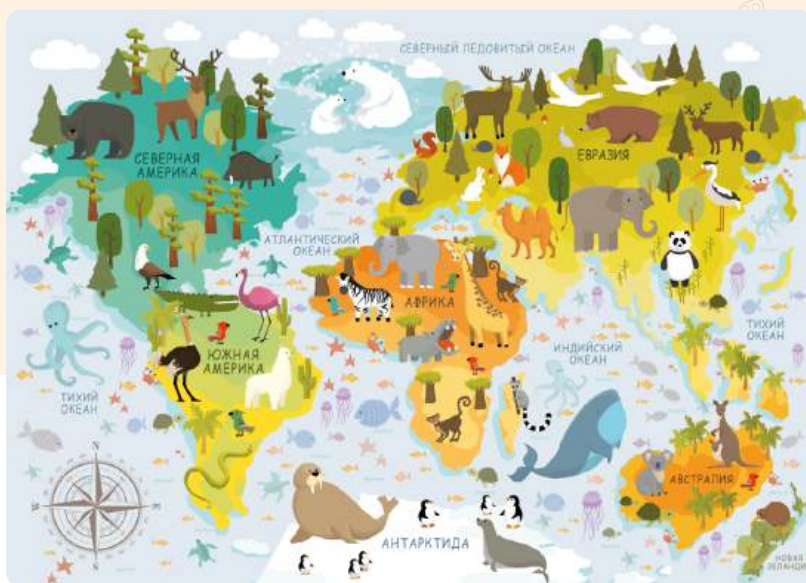 СЕВЕРНЫЙ ЛЕДОВИТЫЙ ОКЕАН
СЕВЕРНАЯ
АМЕРИКА
ЕВРАЗИЯ
АТЛАНТИЧЕСКИЙ
ОКЕАН
АФРИКА
ЮЖНАЯ
АМЕРИКА
ИНДИЙСКИЙ
ОКЕАН
ТИХИЙ
ОКЕАН
ТИХИЙ
ОКЕАН
АВСТРАЛИЯ
АНТАРКТИДА
НОВАЯ
ЗЕЛАНДИЯ
N
S